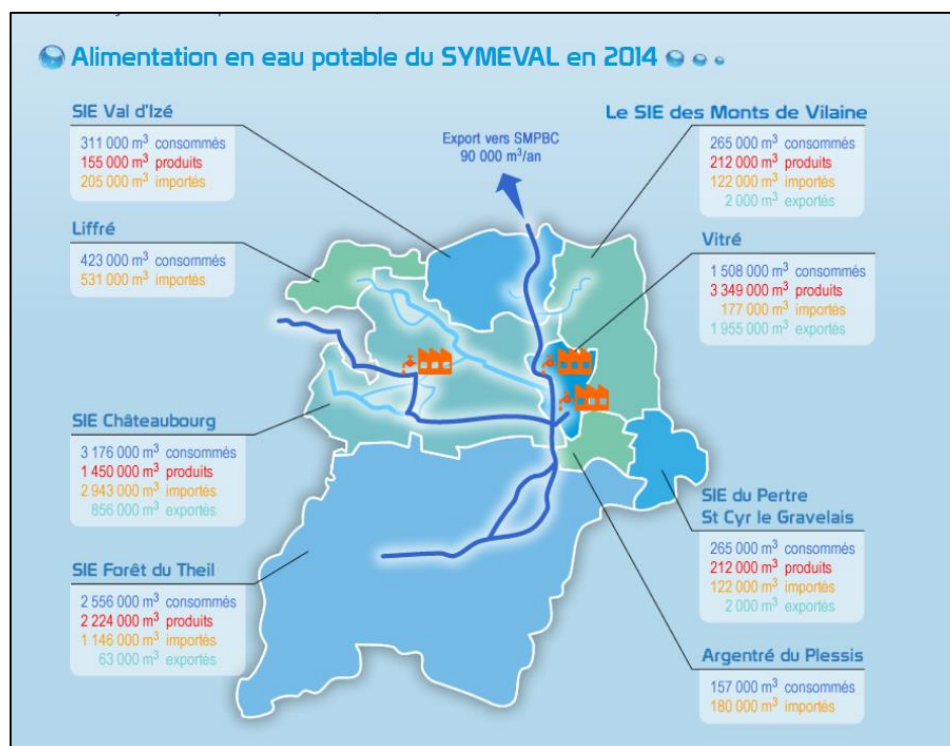 Alimentation en eau potable du SYMEVAL en 2014
SIE Val d'Izé
311 000 m³ consommés
155 000 m³ produits
205 000 m³ importés
Export vers SMPBC
90 000 m³/an
Le SIE des Monts de Vilaine
265 000 m³ consommés
212 000 m³ produits
122 000 m³ importés
2 000 m³ exportés
Liffré
423 000 m³ consommés
531 000 m³ importés
Vitré
1 508 000 m³ consommés
3 349 000 m³ produits
177 000 m³ importés
1 955 000 m³ exportés
SIE Châteaubourg
3 176 000 m³ consommés
1 450 000 m³ produits
2 943 000 m³ importés
856 000 m³ exportés
SIE du Pertre
St Cyr le Gravelais
265 000 m³ consommés
212 000 m³ produits
122 000 m³ importés
2 000 m³ exportés
SIE Forêt du Theil
2 556 000 m³ consommés
2 224 000 m³ produits
1 146 000 m³ importés
63 000 m³ exportés
Argentré du Plessis
157 000 m³ consommés
180 000 m³ importés